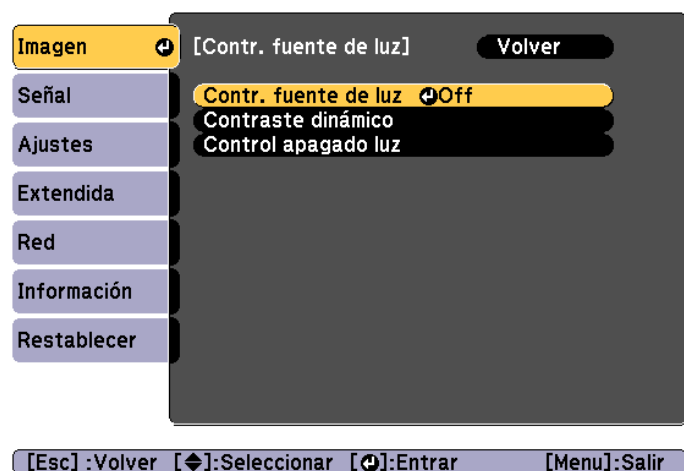 Imagen
[Contr. fuente de luz] Volver
Señal
Contr. fuente de luz Off
Contraste dinámico
Ajustes
Control apagado luz
Extendida
Red
Información
Restablecer
[Esc] :Volver [◆]:Seleccionar [↵]:Entrar [Menu]:Salir